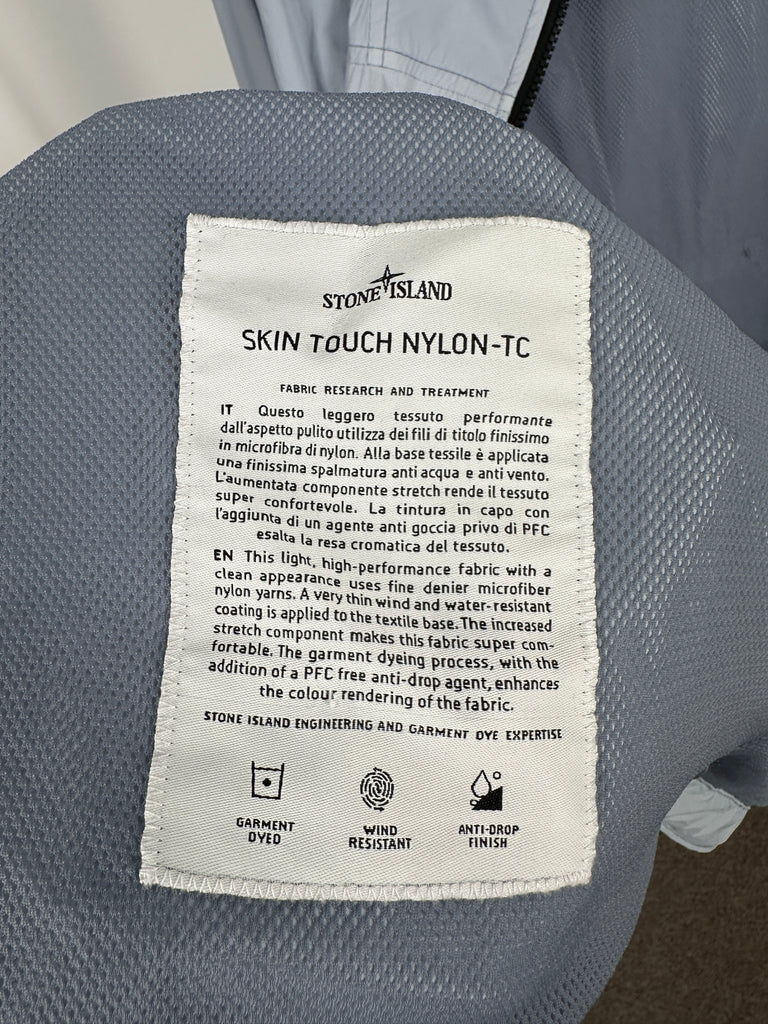 STONE ISLAND
SKIN TOUCH NYLON-TC
FABRIC RESEARCH AND TREATMENT
IT Questo leggero tessuto performante
dall'aspetto pulito utilizza dei fili di titolo finissimo
in microfibra di nylon. Alla base tessile è applicata
una finissima spalmatura anti acqua e anti vento.
L'aumentata componente stretch rende il tessuto
super confortevole. La tintura in capo con
l'aggiunta di un agente anti goccia privo di PFC
esalta la resa cromatica del tessuto.
EN This light, high-performance fabric with a
clean appearance uses fine denier microfiber
nylon yarns. A very thin wind and water-resistant
coating is applied to the textile base. The increased
stretch component makes this fabric super com-
fortable. The garment dyeing process, with the
addition of a PFC free anti-drop agent, enhances
the colour rendering of the fabric.
STONE ISLAND ENGINEERING AND GARMENT DYE EXPERTISE
GARMENT DYED
WIND RESISTANT
ANTI-DROP FINISH